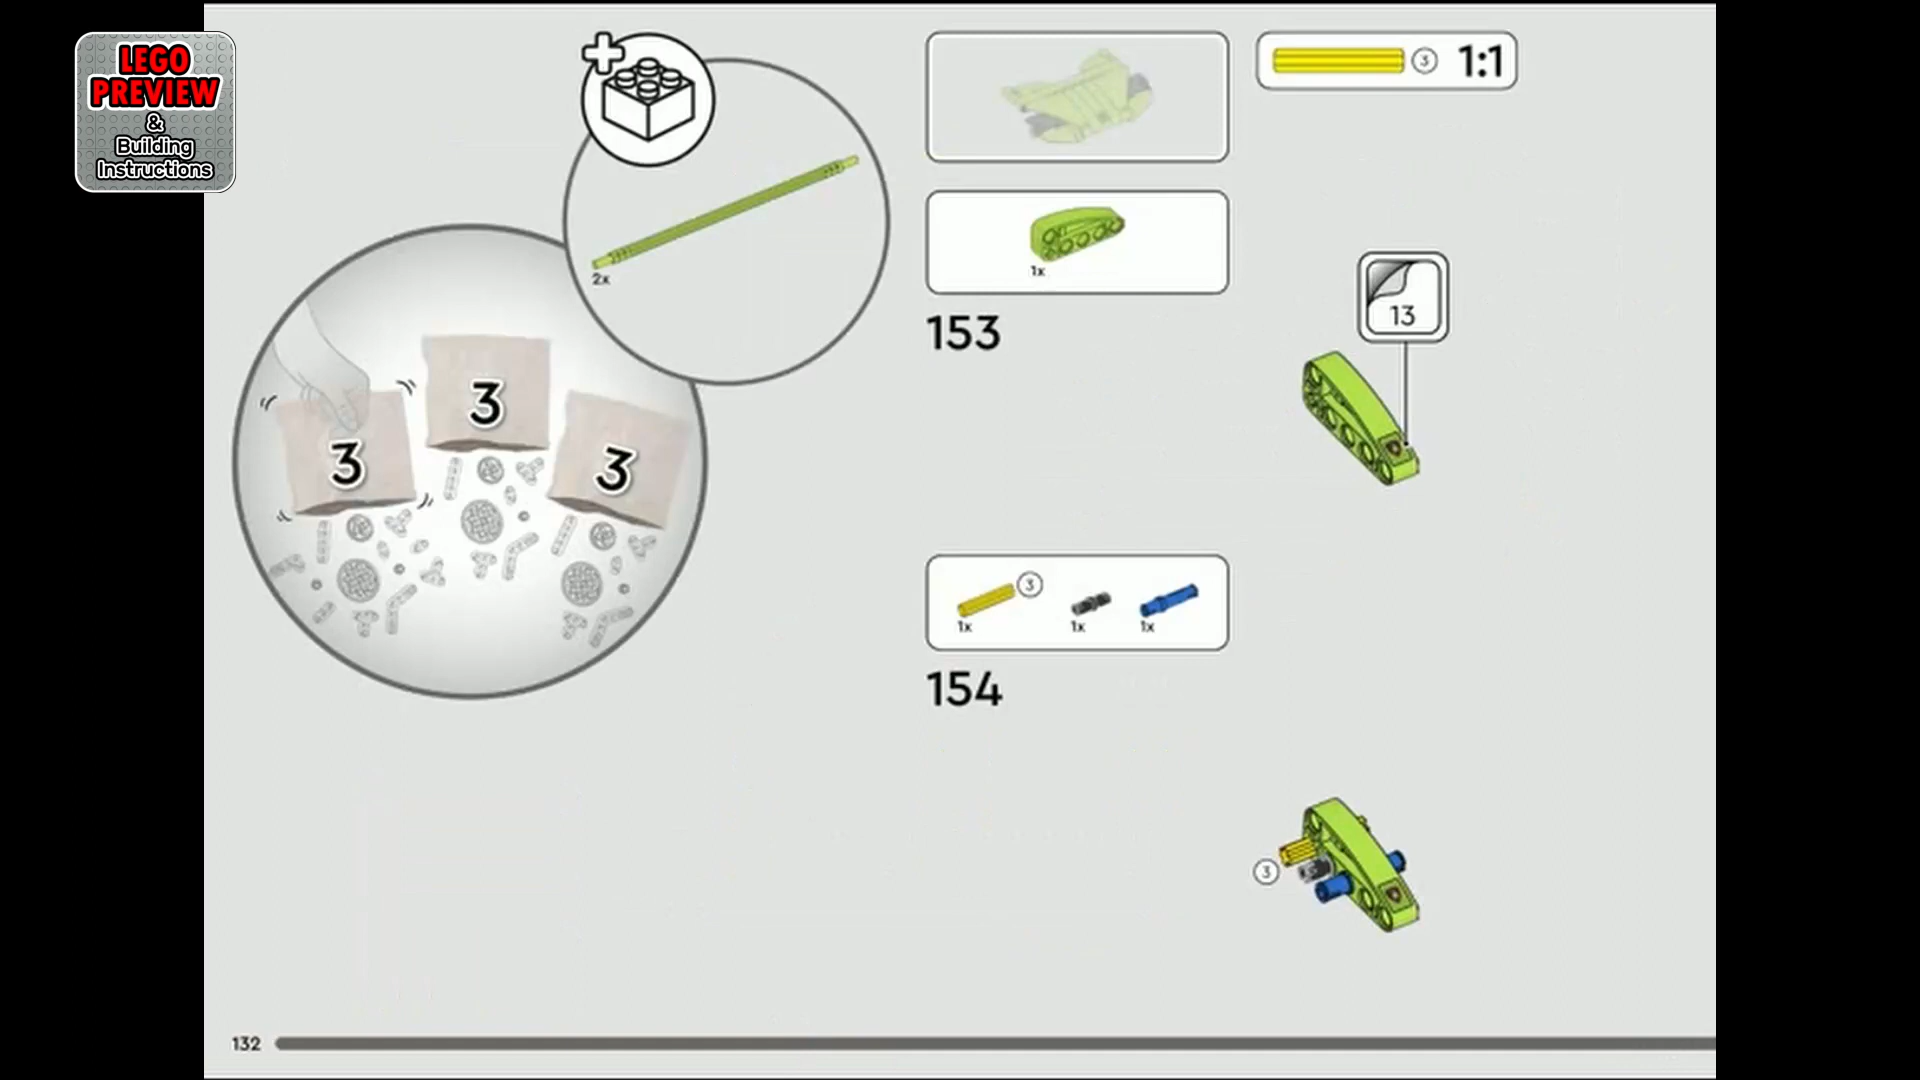 LEGO
PREVIEW
&
Building
Instructions
2x
3
3
3
3 1:1
1x
153
13
3
1x 1x 1x
154
3
132